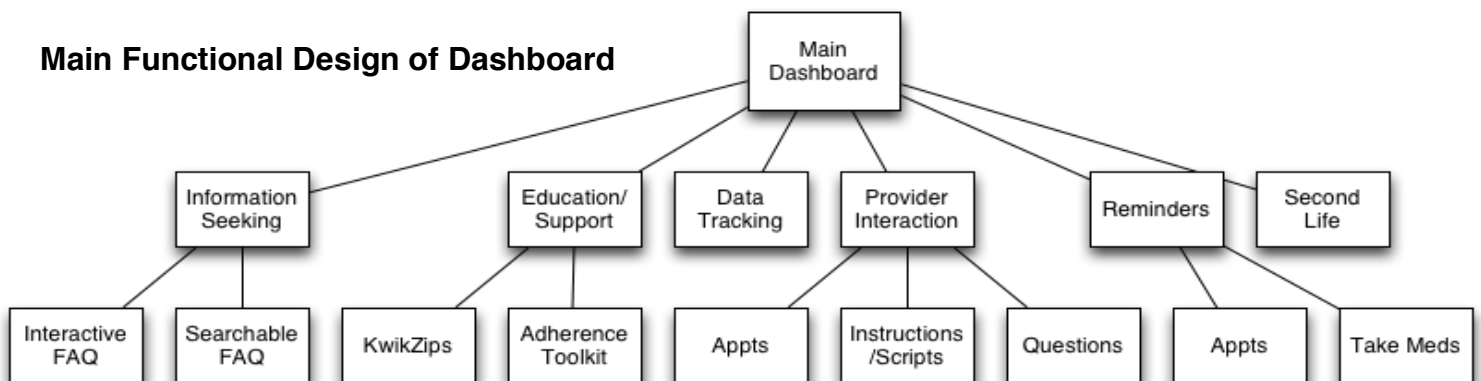 Main Functional Design of Dashboard
Main
Dashboard
Information
Seeking
Education/
Support
Data
Tracking
Provider
Interaction
Reminders
Second
Life
Interactive
FAQ
Searchable
FAQ
KwikZips
Adherence
Toolkit
Appts
Instructions
/Scripts
Questions
Appts
Take Meds